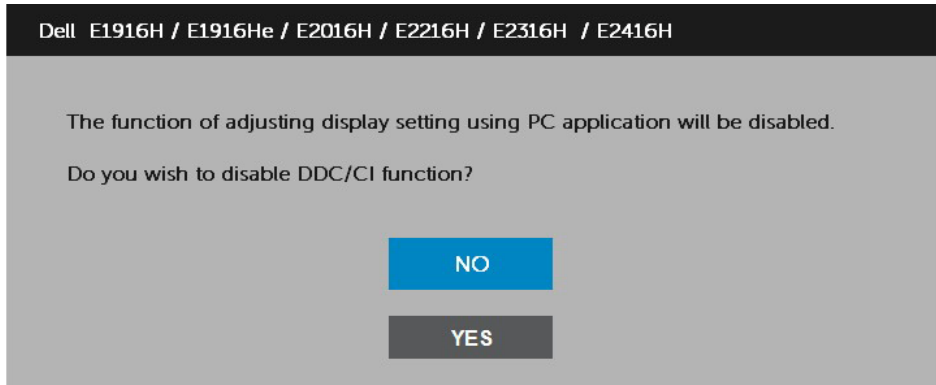 Dell E1916H / E1916He / E2016H / E2216H / E2316H / E2416H
The function of adjusting display setting using PC application will be disabled.
Do you wish to disable DDC/CI function?
NO
YES